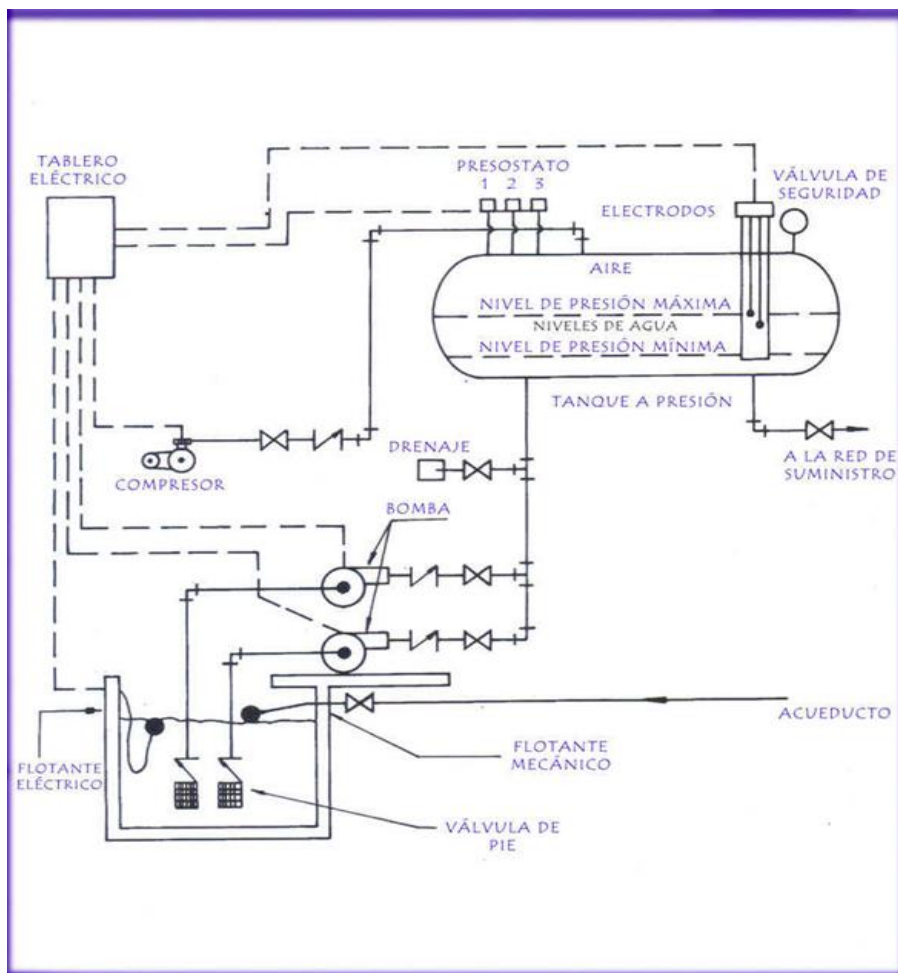 TABLERO
ELÉCTRICO
PRESOSTATO
1 2 3
VÁLVULA DE
SEGURIDAD
ELECTRODOS
AIRE
NIVEL DE PRESIÓN MÁXIMA
NIVELES DE AGUA
NIVEL DE PRESIÓN MÍNIMA
TANQUE A PRESIÓN
DRENAJE
A LA RED DE
SUMINISTRO
COMPRESOR
BOMBA
ACUEDUCTO
FLOTANTE
MECÁNICO
FLOTANTE
ELÉCTRICO
VÁLVULA DE
PIE